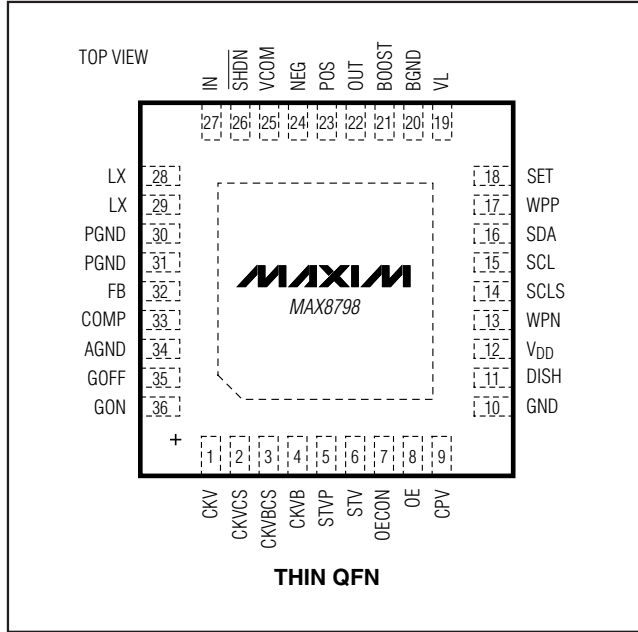 TOP VIEW
IN
SHDN
VCOM
NEG
POS
OUT
BOOST
BGND
VL
27
26
25
24
23
22
21
20
19
LX 28
LX 29
PGND 30
PGND 31
FB 32
COMP 33
AGND 34
GOFF 35
GON 36
18 SET
17 WPP
16 SDA
15 SCL
14 SCLS
13 WPN
12 VDD
11 DISH
10 GND
MAXIM
MAX8798
+
1
2
3
4
5
6
7
8
9
CKV
CKVCS
CKVBCS
CKVB
STVP
STV
OECON
OE
CPV
THIN QFN